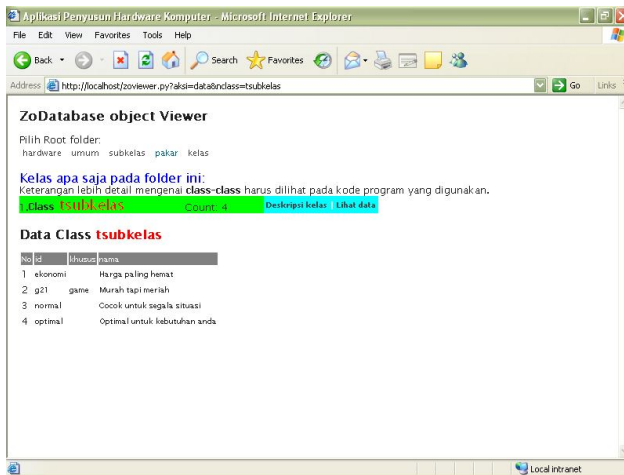 Aplikasi Penyusun Hardware Komputer - Microsoft Internet Explorer
File Edit View Favorites Tools Help
Back Search Favorites
Address http://localhost/zoviewer.py?aksi=data&nclass=tsubkelas Go Links
ZoDatabase object Viewer
Pilih Root folder:
hardware umum subkelas pakar kelas
Kelas apa saja pada folder ini:
Keterangan lebih detail mengenai class-class harus dilihat pada kode program yang digunakan.
1.Class tsubkelas Count: 4 Deskripsi kelas | Lihat data
Data Class tsubkelas
No id khusus nama
1 ekonomi Harga paling hemat
2 g21 game Murah tapi meriah
3 normal Cocok untuk segala situasi
4 optimal Optimal untuk kebutuhan anda
Local intranet